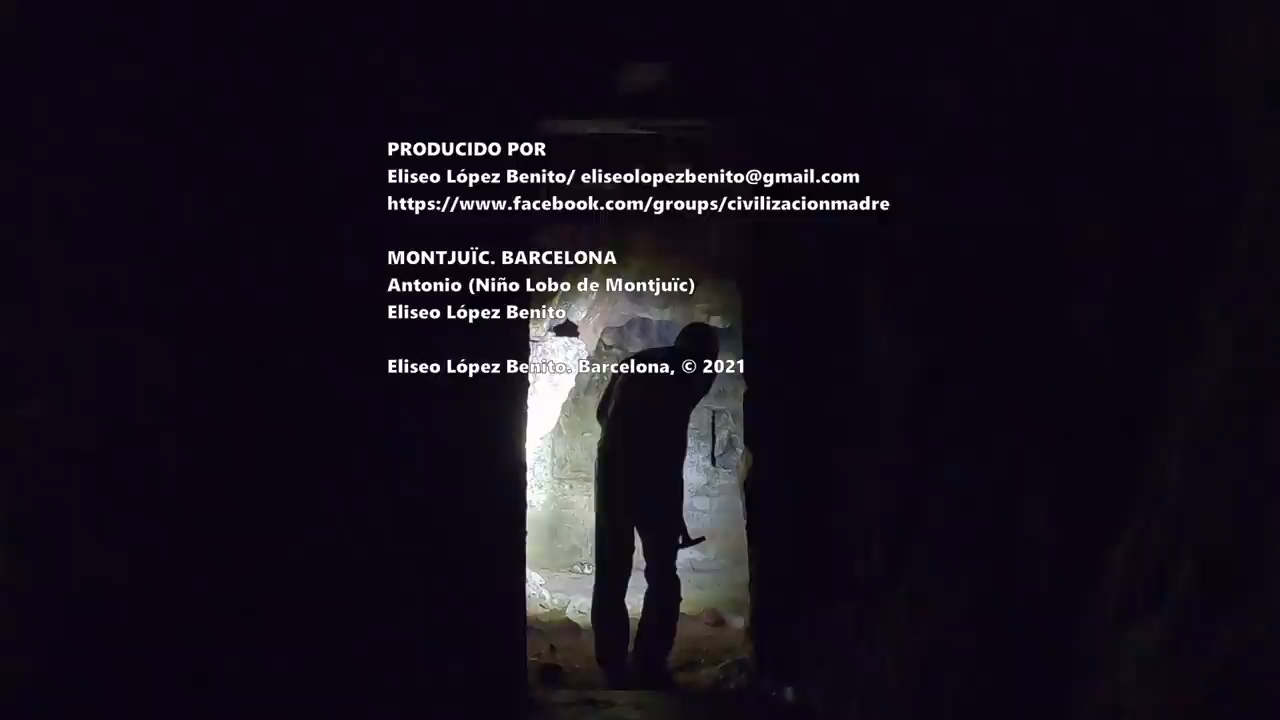 PRODUCIDO POR
Eliseo López Benito/ eliseolopezbenito@gmail.com
https://www.facebook.com/groups/civilizacionmadre
MONTJUÏC. BARCELONA
Antonio (Niño Lobo de Montjuïc)
Eliseo López Benito
Eliseo López Benito. Barcelona, © 2021